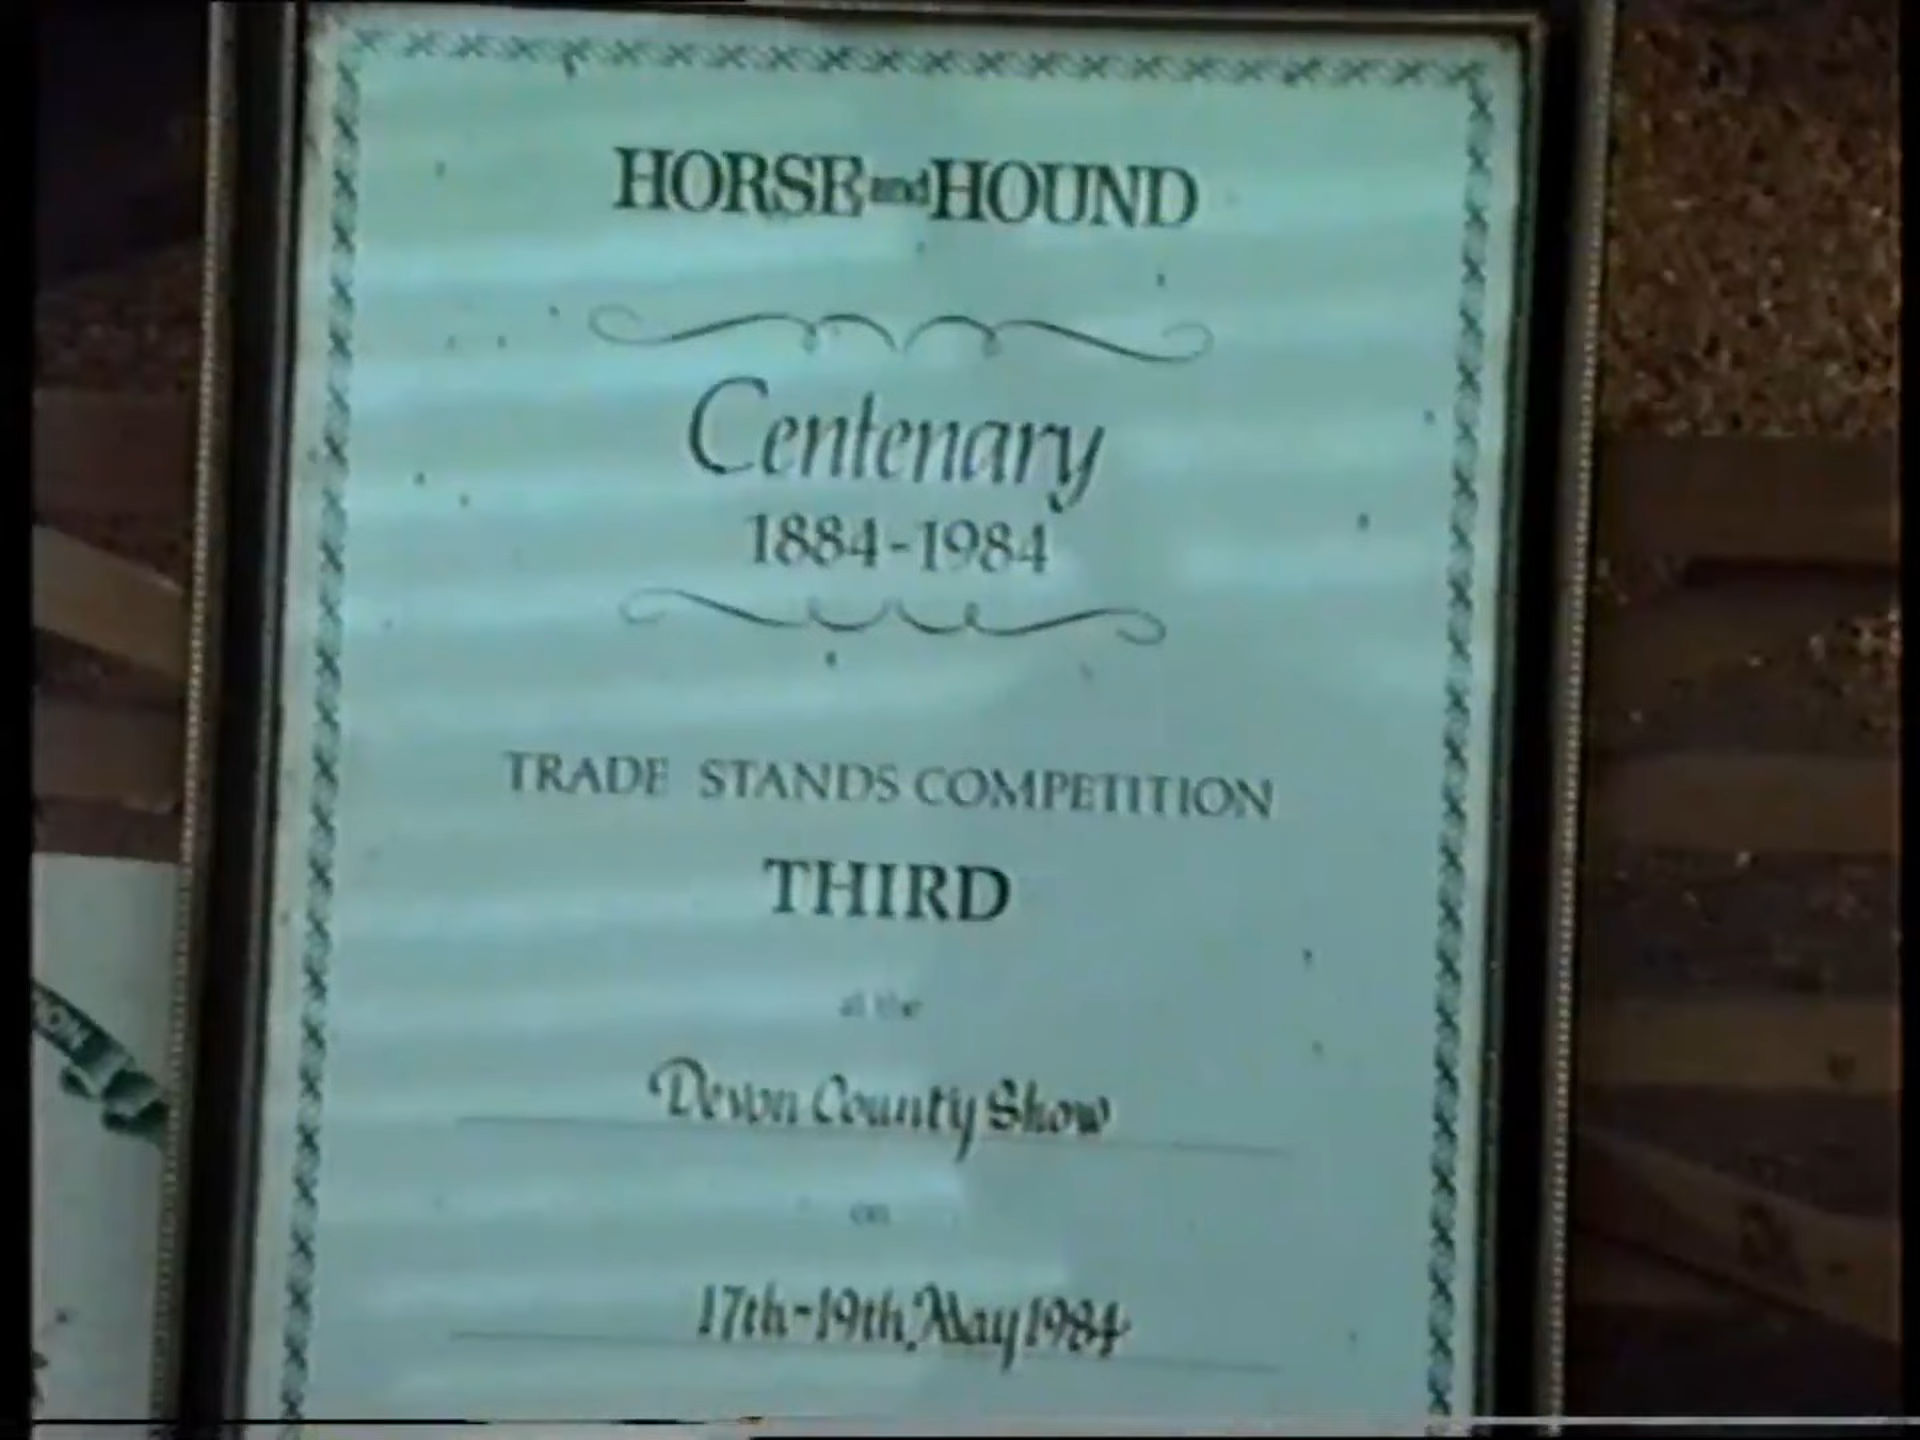 HORSE and HOUND
Centenary
1884-1984
TRADE STANDS COMPETITION
THIRD
at the
Devon County Show
on
17th-19th May 1984